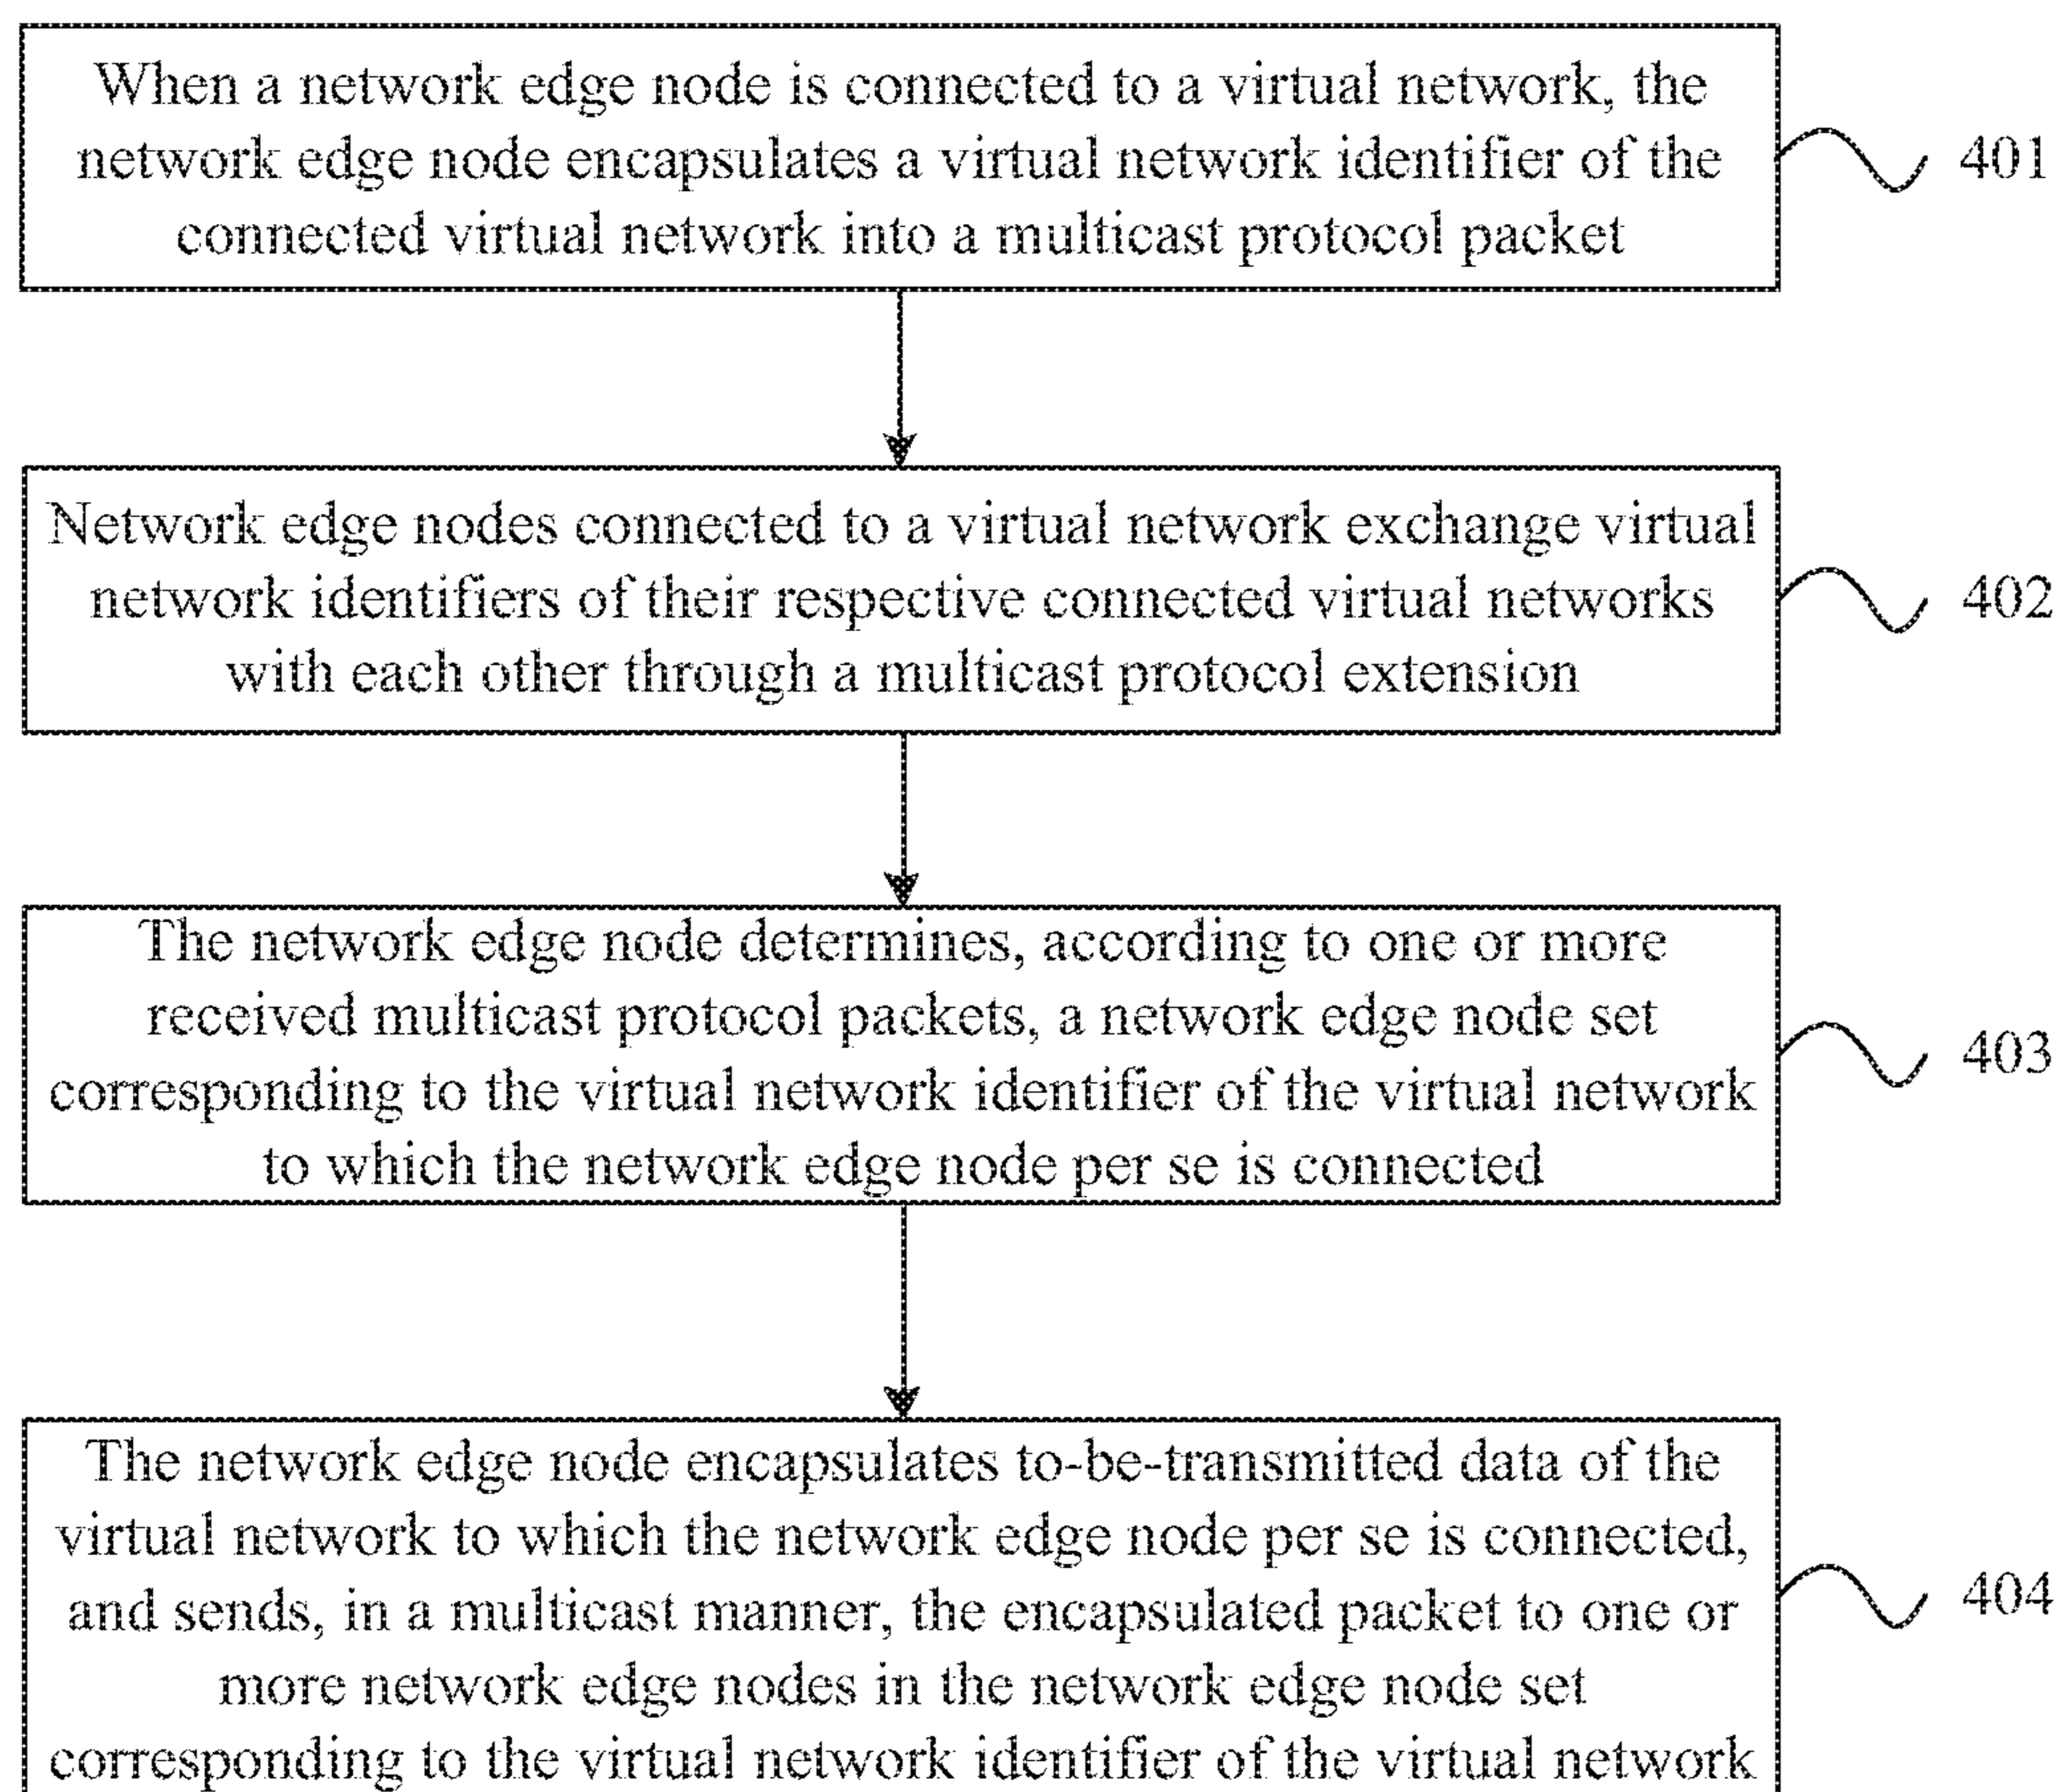 When a network edge node is connected to a virtual network, the
network edge node encapsulates a virtual network identifier of the
connected virtual network into a multicast protocol packet
401
Network edge nodes connected to a virtual network exchange virtual
network identifiers of their respective connected virtual networks
with each other through a multicast protocol extension
402
The network edge node determines, according to one or more
received multicast protocol packets, a network edge node set
corresponding to the virtual network identifier of the virtual network
to which the network edge node per se is connected
403
The network edge node encapsulates to-be-transmitted data of the
virtual network to which the network edge node per se is connected,
and sends, in a multicast manner, the encapsulated packet to one or
more network edge nodes in the network edge node set
corresponding to the virtual network identifier of the virtual network
404